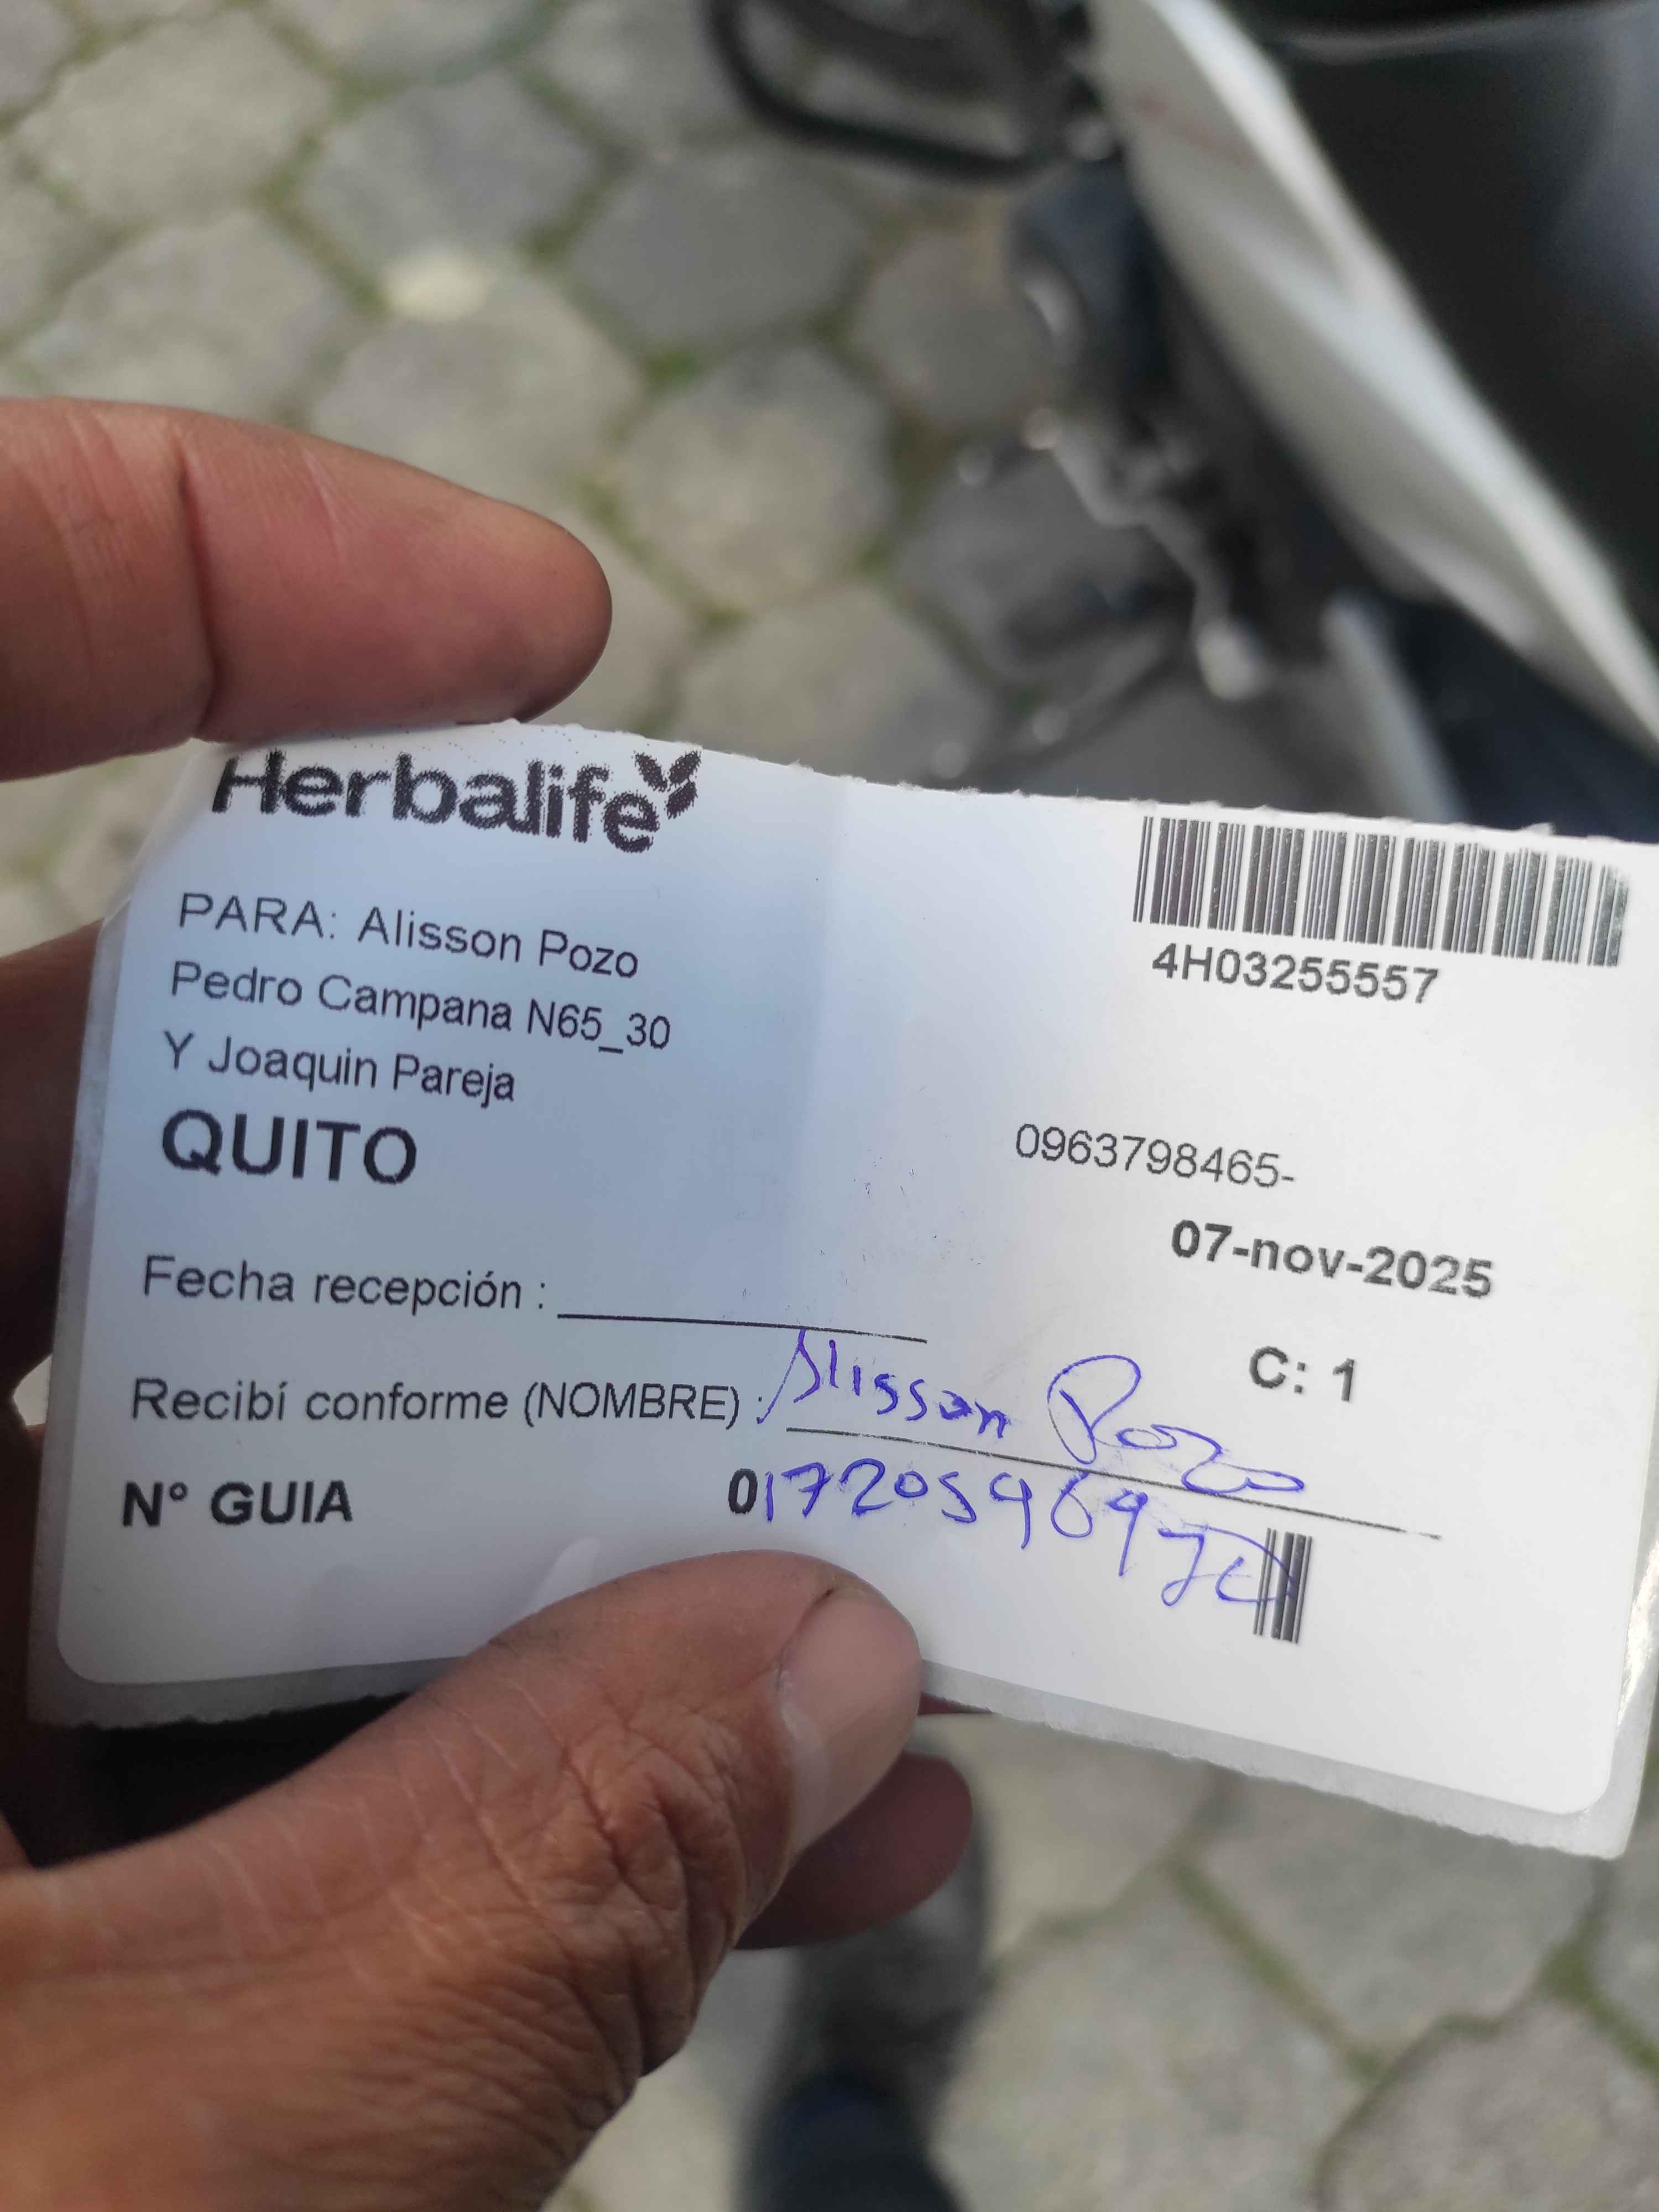 Herbalife
PARA: Alisson Pozo
Pedro Campana N65_30
Y Joaquin Pareja
QUITO
4H03255557
0963798465-
07-nov-2025
Fecha recepción :
C: 1
Recibí conforme (NOMBRE) : Alisson Pozo
N° GUIA 0